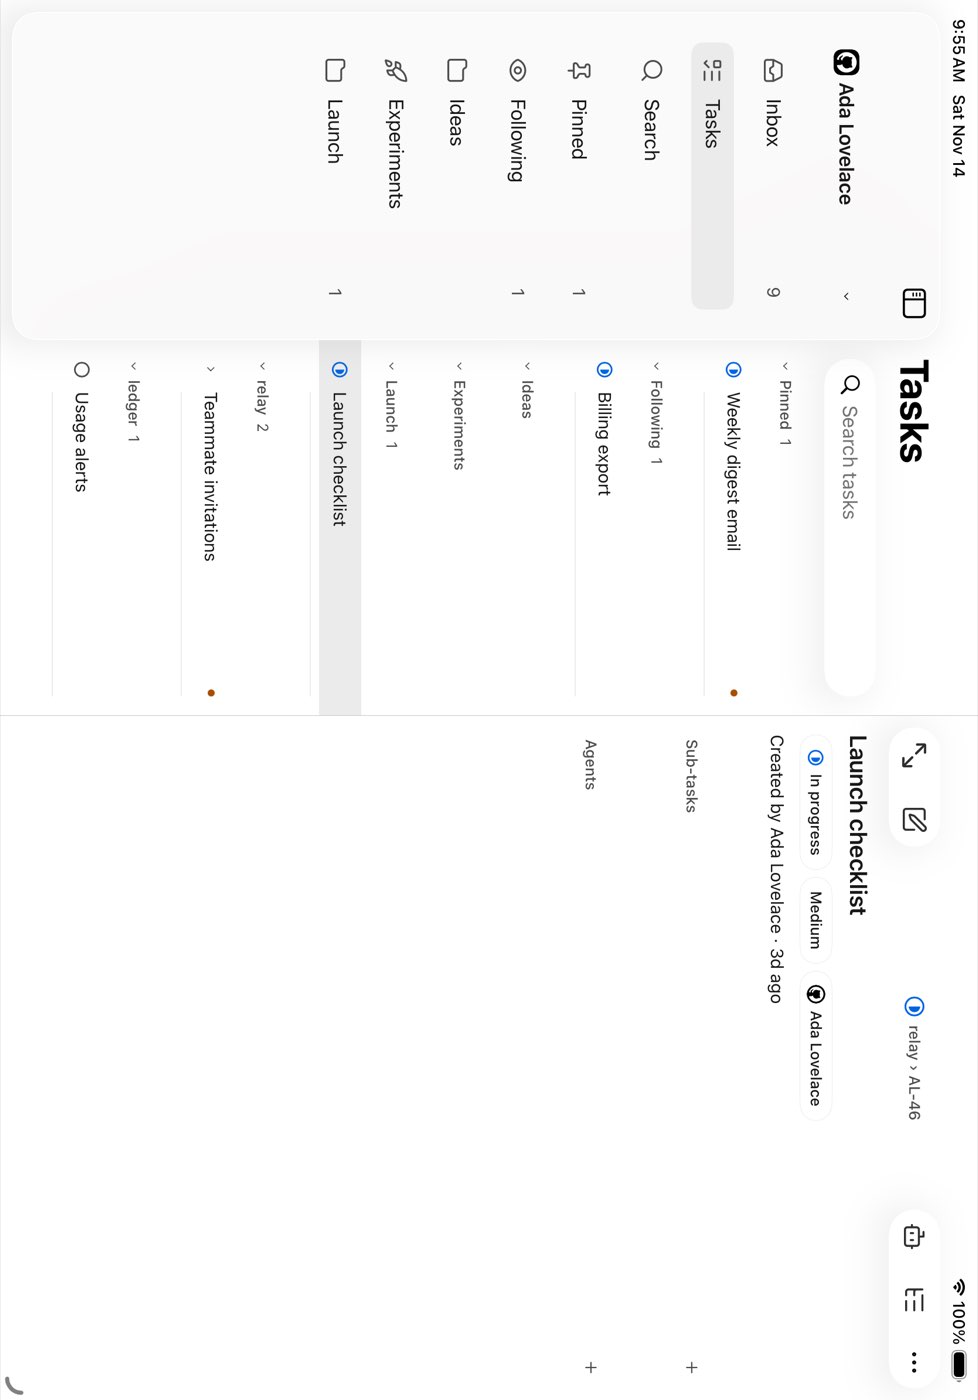 9:55 AM Sat Nov 14
100%
Ada Lovelace
Inbox 9
Tasks
Search
Pinned 1
Following 1
Ideas
Experiments
Launch 1
Tasks
Search tasks
Pinned 1
Weekly digest email
Following 1
Billing export
Ideas
Experiments
Launch 1
Launch checklist
relay 2
Teammate invitations
ledger 1
Usage alerts
relay › AL-46
Launch checklist
In progress Medium Ada Lovelace
Created by Ada Lovelace · 3d ago
Sub-tasks
Agents